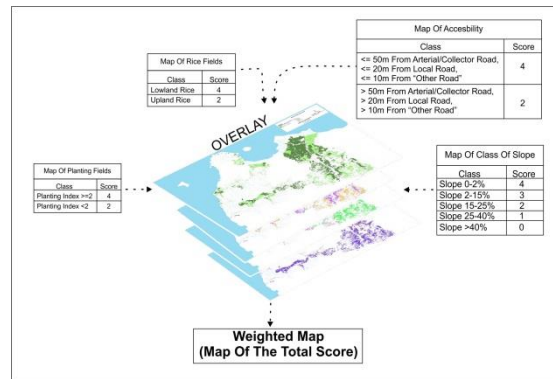 Map Of Accesbility
Class Score
<= 50m From Arterial/Collector Road,
<= 20m From Local Road,
<= 10m From "Other Road"
4
> 50m From Arterial/Collector Road,
> 20m From Local Road,
> 10m From "Other Road"
2
Map Of Rice Fields
Class Score
Lowland Rice 4
Upland Rice 2
OVERLAY
Map Of Planting Fields
Class Score
Planting Index >=2 4
Planting Index <2 2
Map Of Class Of Slope
Class Score
Slope 0-2% 4
Slope 2-15% 3
Slope 15-25% 2
Slope 25-40% 1
Slope >40% 0
Weighted Map
(Map Of The Total Score)